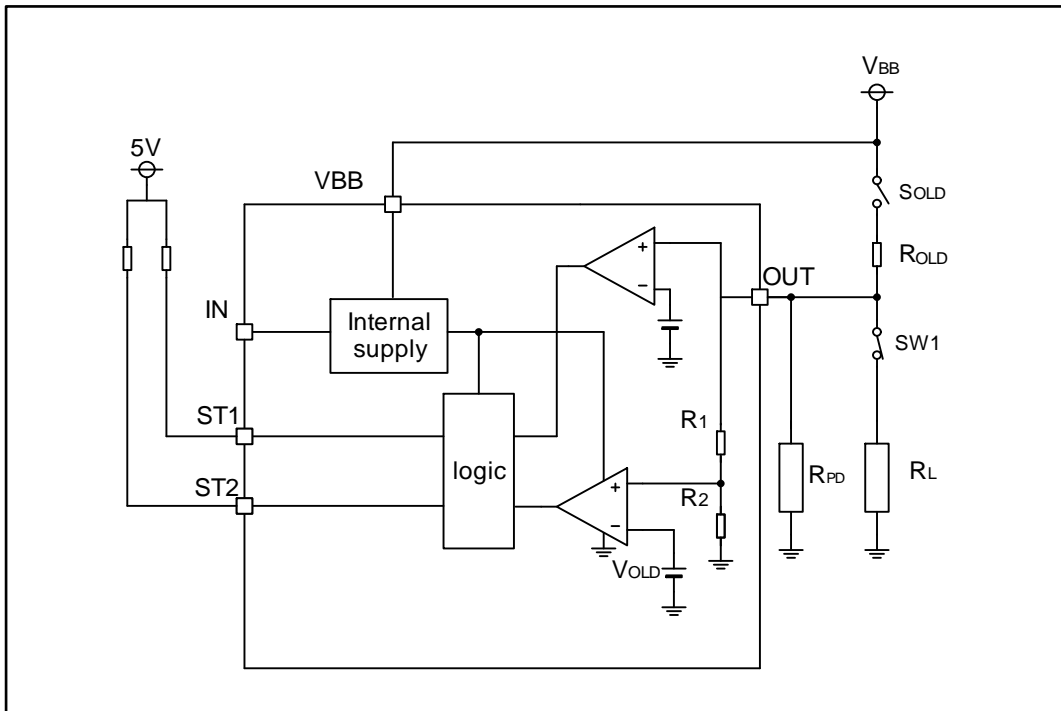 VBB
5V
VBB
SOLD
ROLD
OUT
IN
Internal
supply
SW1
ST1
R1
logic
RPD
RL
ST2
R2
VOLD
+
−
+
−